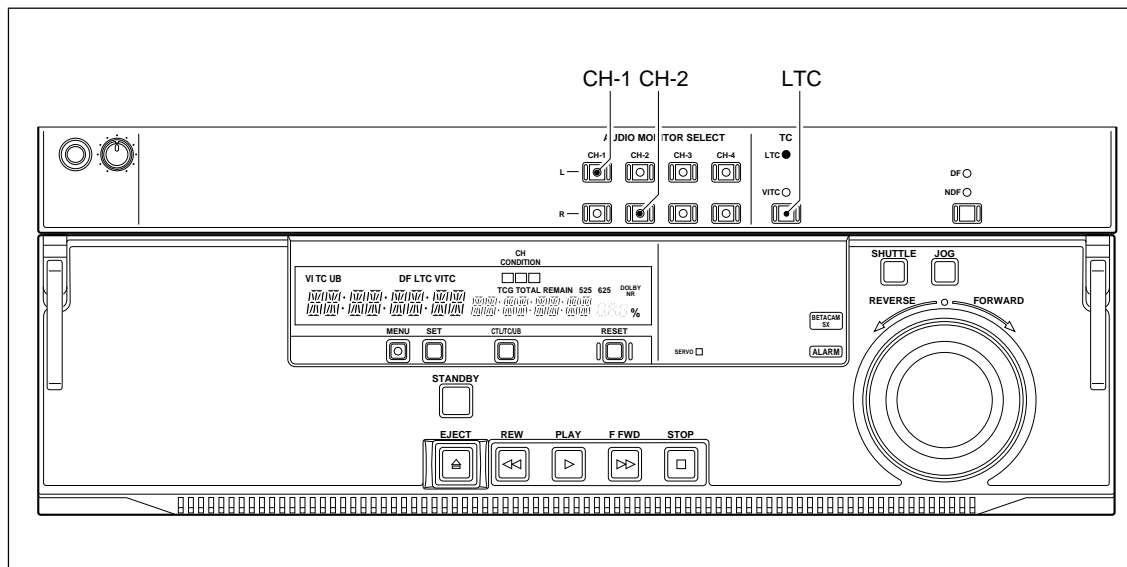 CH-1 CH-2 LTC
AUDIO MONITOR SELECT TC
CH-1 CH-2 CH-3 CH-4 LTC
L
DF
VITC NDF
R
CH
CONDITION
SHUTTLE JOG
VI TC UB DF LTC VITC
TCG TOTAL REMAIN 525 625 DOLBY
NR
%
REVERSE FORWARD
BETACAM
SX
MENU SET CTL/TC/UB RESET
SERVO ALARM
STANDBY
EJECT REW PLAY F FWD STOP